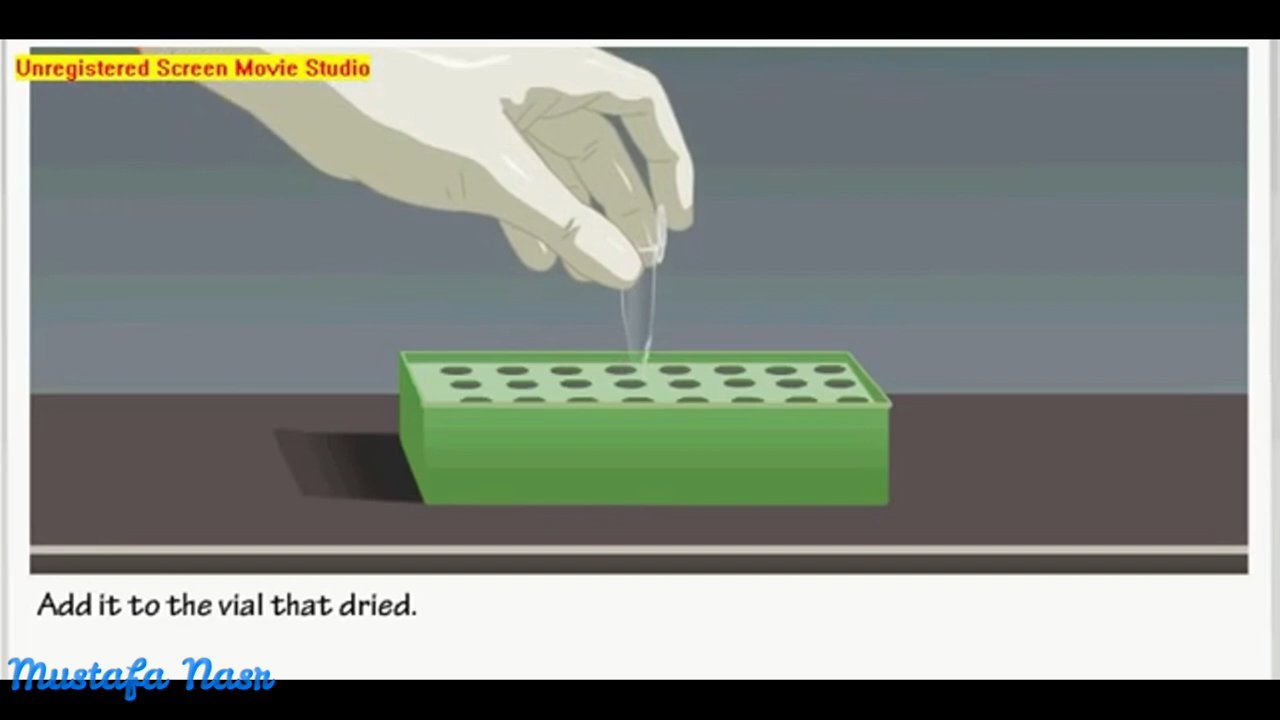 Unregistered Screen Movie Studio
Add it to the vial that dried.
Mustafa Nasr